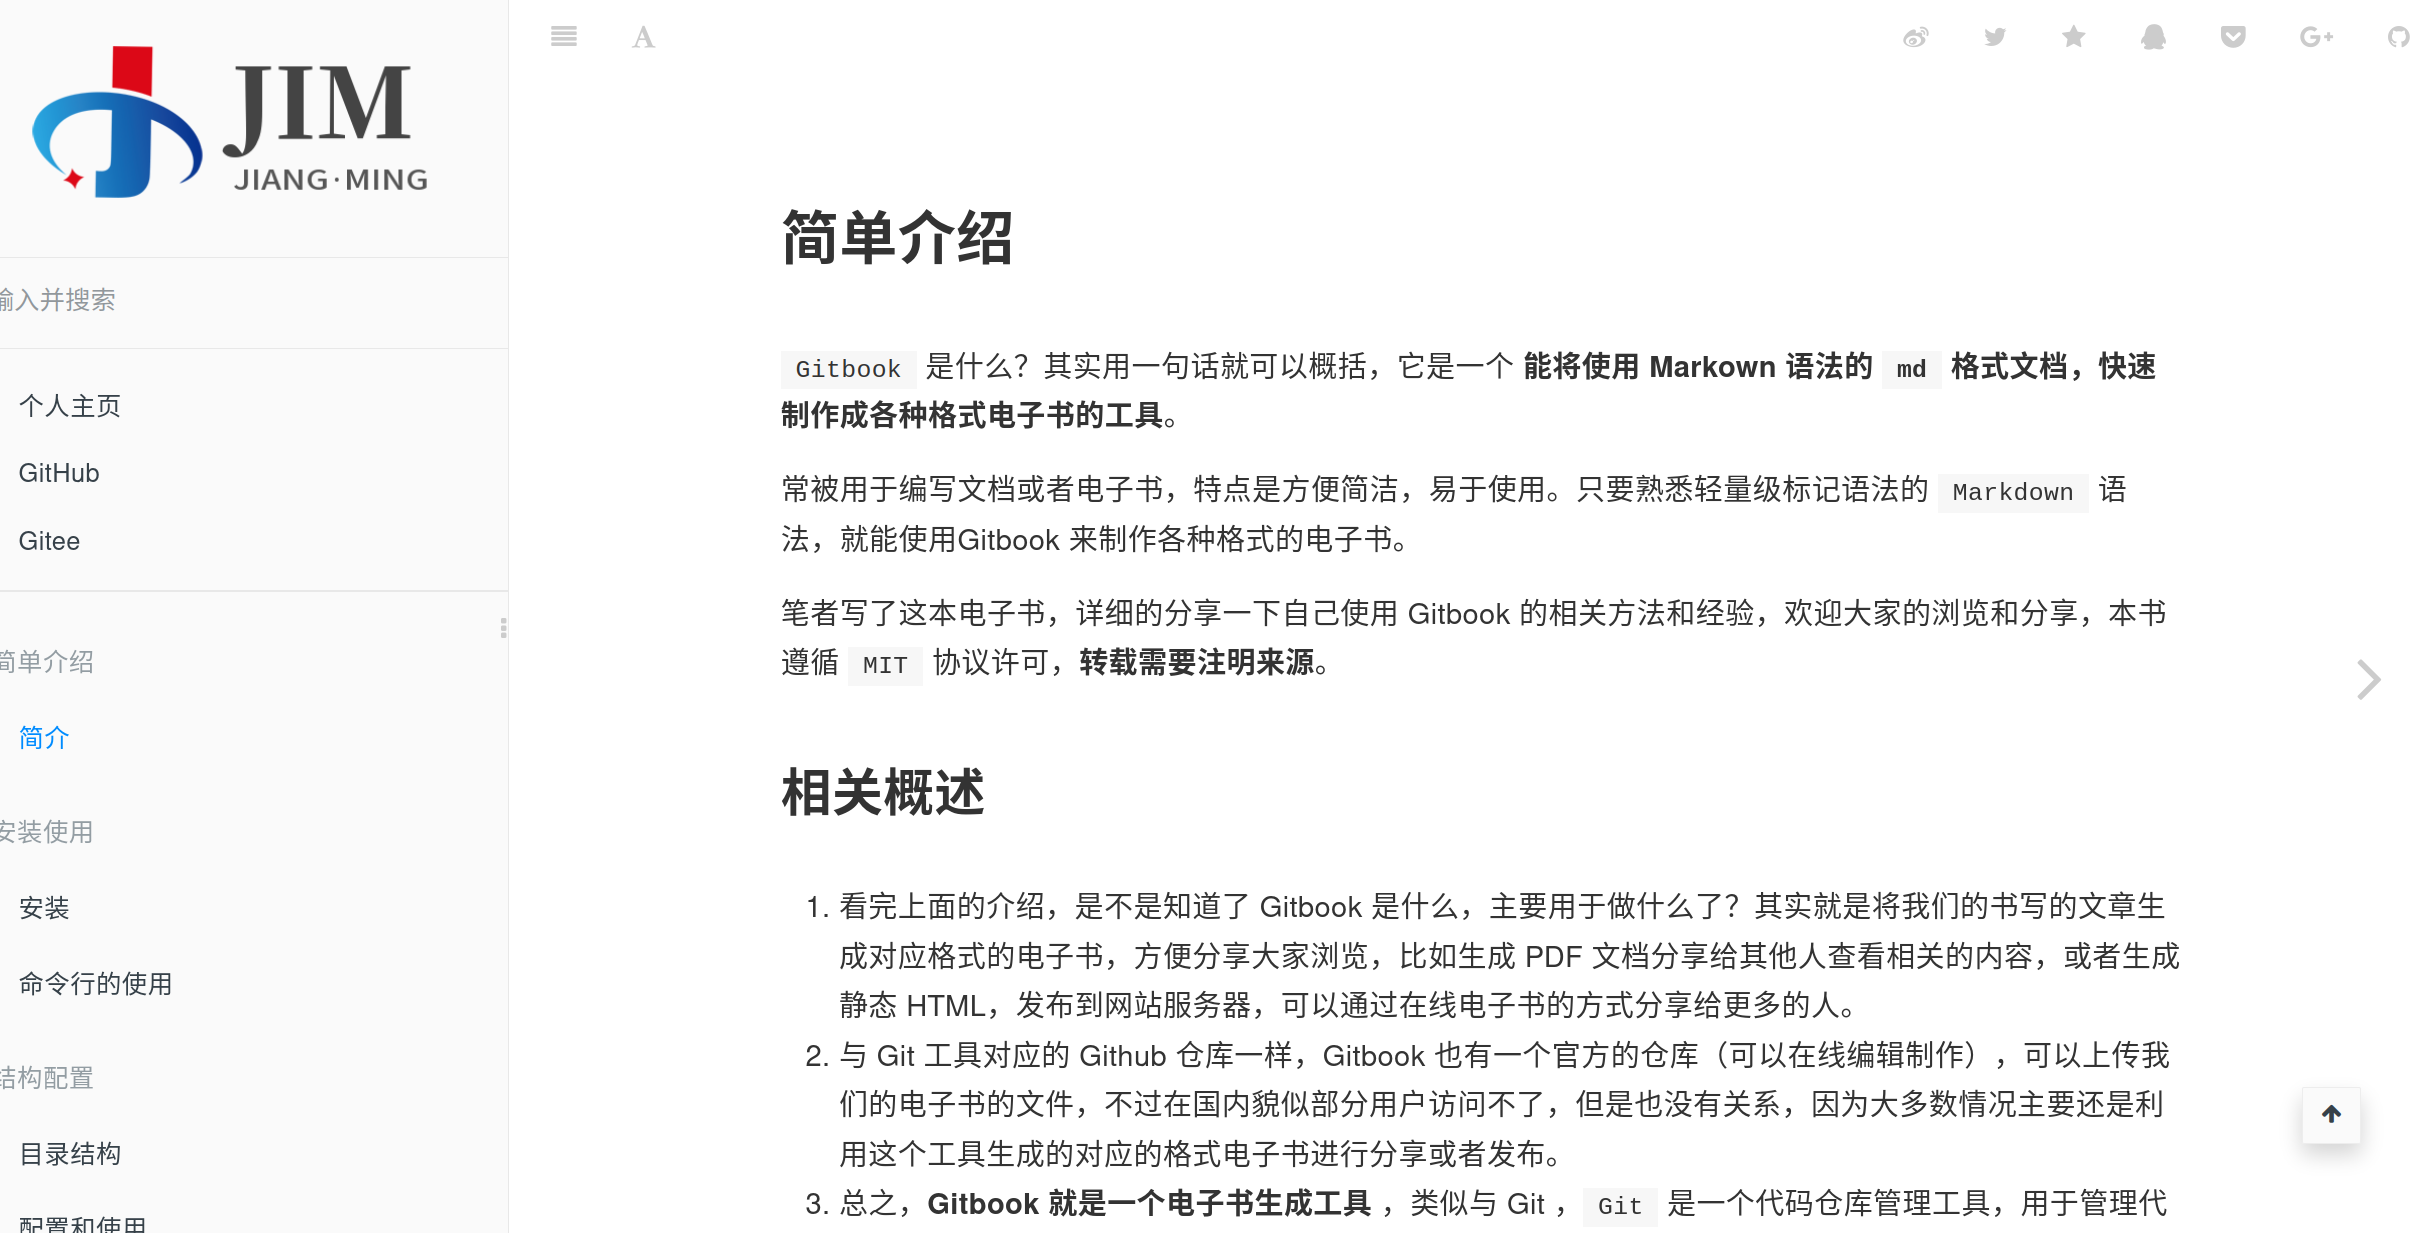 JIM
JIANG·MING
输入并搜索
个人主页
GitHub
Gitee
简单介绍
简介
安装使用
安装
命令行的使用
结构配置
目录结构
配置和使用
A
简单介绍
Gitbook 是什么？其实用一句话就可以概括，它是一个 能将使用 Markown 语法的 md 格式文档，快速
制作成各种格式电子书的工具。
常被用于编写文档或者电子书，特点是方便简洁，易于使用。只要熟悉轻量级标记语法的 Markdown 语
法，就能使用Gitbook 来制作各种格式的电子书。
笔者写了这本电子书，详细的分享一下自己使用 Gitbook 的相关方法和经验，欢迎大家的浏览和分享，本书
遵循 MIT 协议许可，转载需要注明来源。
相关概述
1. 看完上面的介绍，是不是知道了 Gitbook 是什么，主要用于做什么了？其实就是将我们的书写的文章生
成对应格式的电子书，方便分享大家浏览，比如生成 PDF 文档分享给其他人查看相关的内容，或者生成
静态 HTML，发布到网站服务器，可以通过在线电子书的方式分享给更多的人。
2. 与 Git 工具对应的 Github 仓库一样，Gitbook 也有一个官方的仓库（可以在线编辑制作），可以上传我
们的电子书的文件，不过在国内貌似部分用户访问不了，但是也没有关系，因为大多数情况主要还是利
用这个工具生成的对应的格式电子书进行分享或者发布。
3. 总之，Gitbook 就是一个电子书生成工具 ，类似与 Git ，Git 是一个代码仓库管理工具，用于管理代